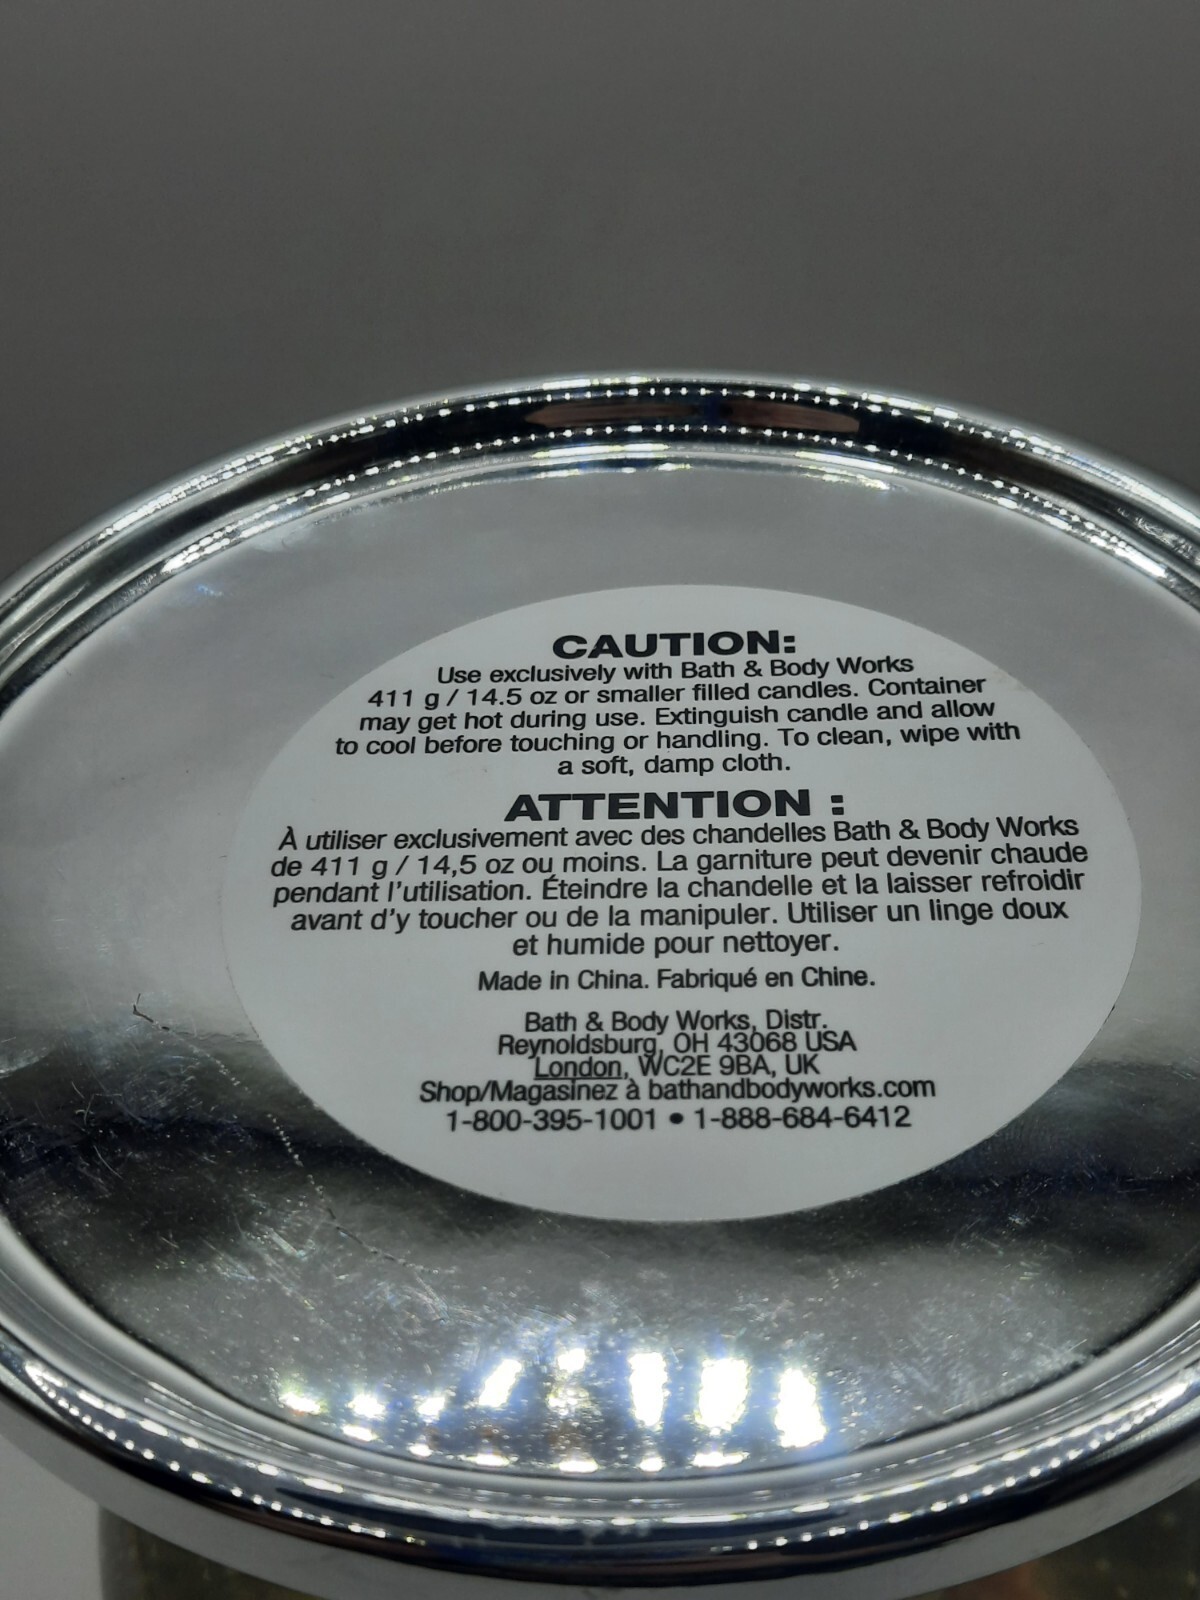 CAUTION:
Use exclusively with Bath & Body Works
411 g / 14.5 oz or smaller filled candles. Container
may get hot during use. Extinguish candle and allow
to cool before touching or handling. To clean, wipe with
a soft, damp cloth.
ATTENTION :
À utiliser exclusivement avec des chandelles Bath & Body Works
de 411 g / 14,5 oz ou moins. La garniture peut devenir chaude
pendant l'utilisation. Éteindre la chandelle et la laisser refroidir
avant d'y toucher ou de la manipuler. Utiliser un linge doux
et humide pour nettoyer.
Made in China. Fabriqué en Chine.
Bath & Body Works, Distr.
Reynoldsburg, OH 43068 USA
London, WC2E 9BA, UK
Shop/Magasinez à bathandbodyworks.com
1-800-395-1001 • 1-888-684-6412